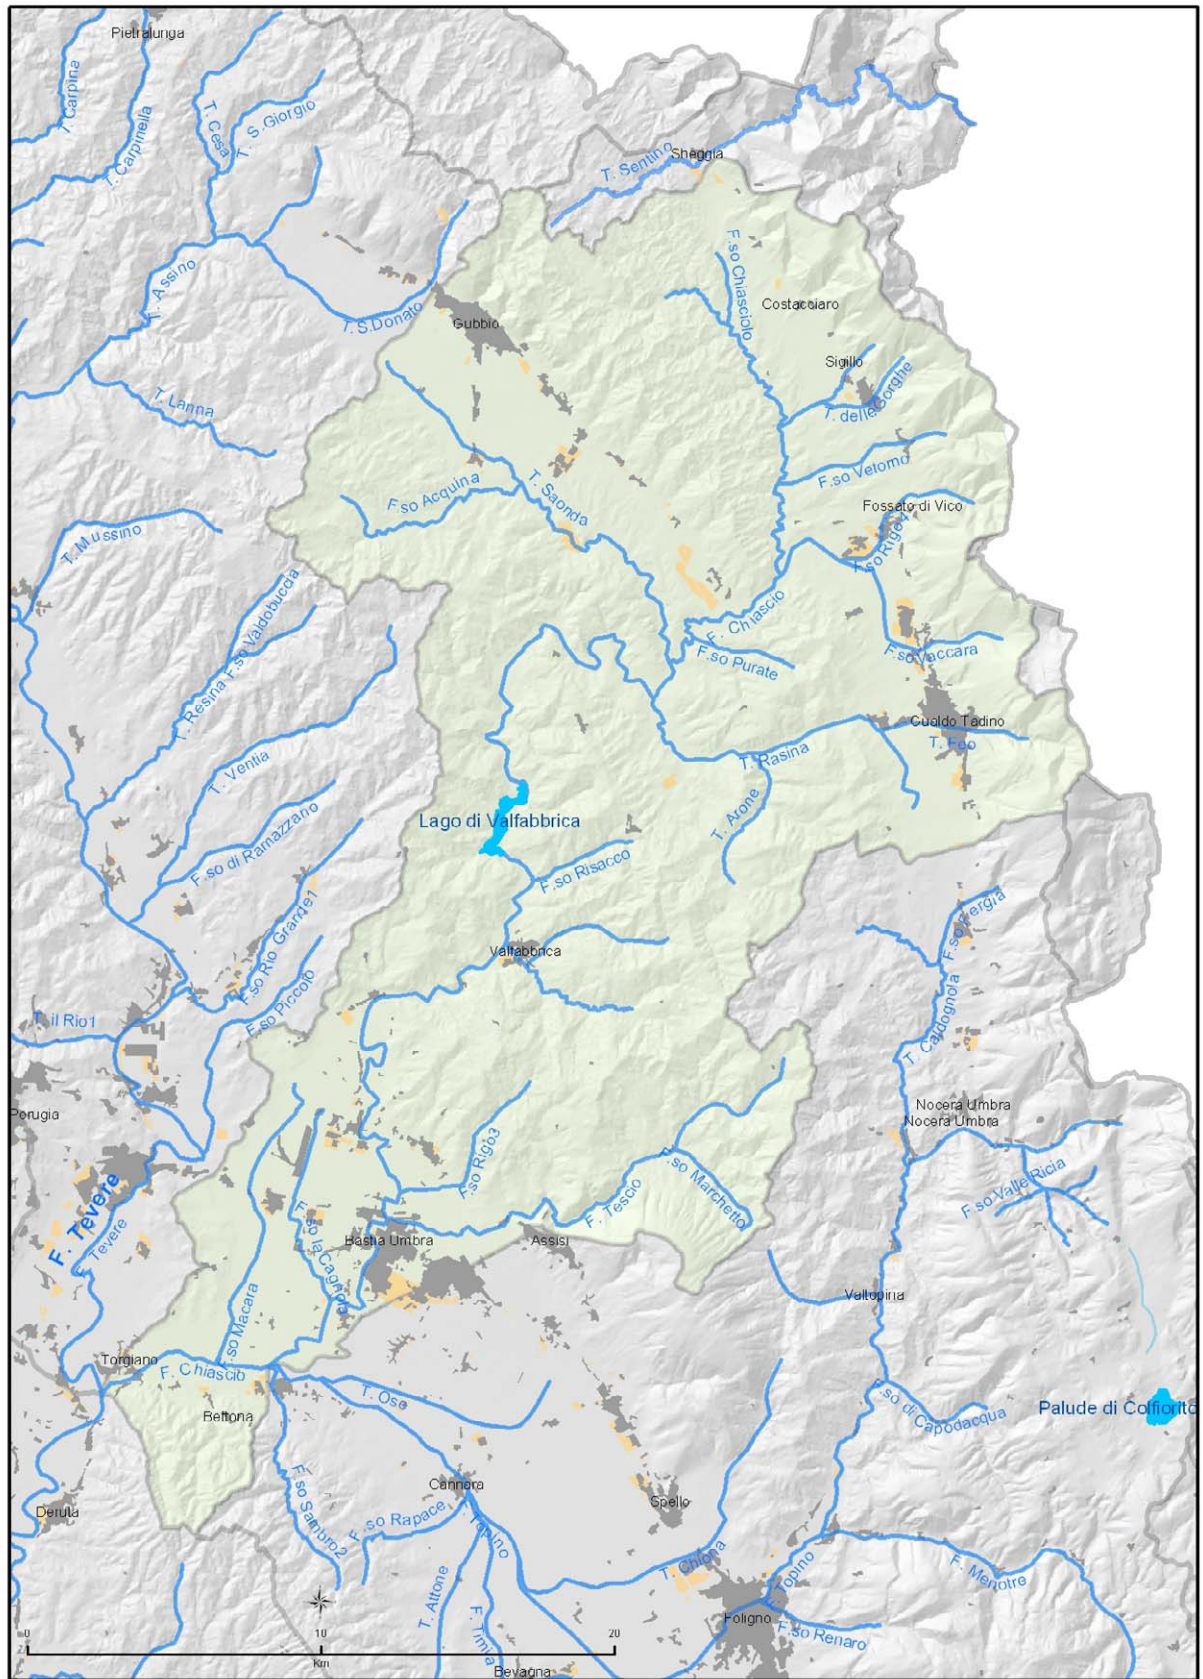 Pietralunga
T. Carpina
T. Carpinella
T. Cesa
T. S.Giorgio
T. Sentino
Sheggia
T. Assino
T. S.Donato
Gubbio
F.so Chiasciolo
Costacciaro
Sigillo
T. delle Gorghe
T. Lanna
F.so Vetorno
F.so Acquina
T. Saonda
Fossato di Vico
F.so Rigo4
T. Mussino
F.so Valdobuccia
F. Chiascio
F.so Purate
F.so Vaccara
T. Resina
Gualdo Tadino
T. Feo
T. Rasina
T. Ventia
T. Arone
Lago di Valfabbrica
F.so di Ramazzano
F.so Risacco
F.so Rio Grande1
F.so Piccolo
Valfabbrica
T. Caldognola
T. il Rio1
Perugia
Nocera Umbra
Nocera Umbra
F.so Rigo3
F.so Marchetto
F.so Valle Ricia
F. Tevere
F. Tevere
F. Tescio
F.so la Cagnola
Bastia Umbra
Assisi
Valtopina
F.so Macara
Torgiano
F. Chiascio
T. Ose
Bettona
F.so di Capodacqua
Palude di Colfiorito
Cannara
Spello
Deruta
F.so Sambro2
F.so Rapace
F. Topino
T. Chiona
F. Topino
F. Menotre
T. Attone
F. Timia
Foligno
F.so Renaro
Bevagna
0 10 20
Km